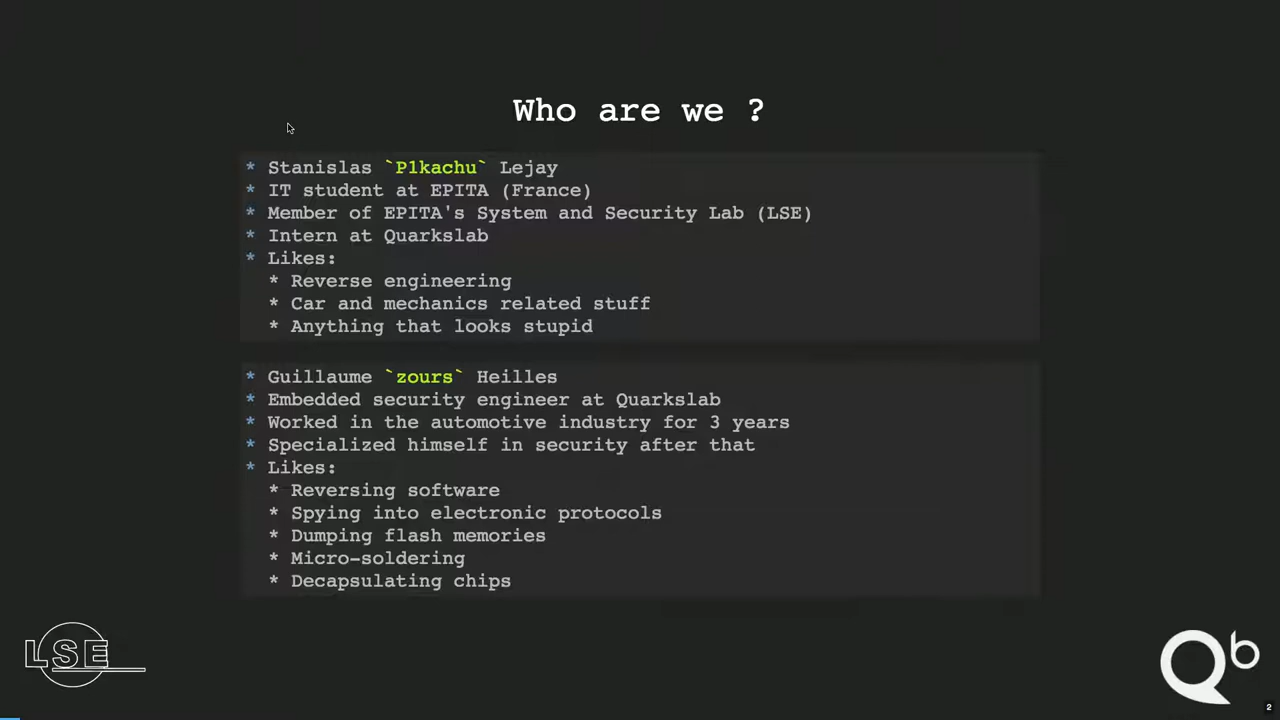 Who are we ?
* Stanislas `P1kachu` Lejay
* IT student at EPITA (France)
* Member of EPITA's System and Security Lab (LSE)
* Intern at Quarkslab
* Likes:
* Reverse engineering
* Car and mechanics related stuff
* Anything that looks stupid
* Guillaume `zours` Heilles
* Embedded security engineer at Quarkslab
* Worked in the automotive industry for 3 years
* Specialized himself in security after that
* Likes:
* Reversing software
* Spying into electronic protocols
* Dumping flash memories
* Micro-soldering
* Decapsulating chips
LSE
Qb
2